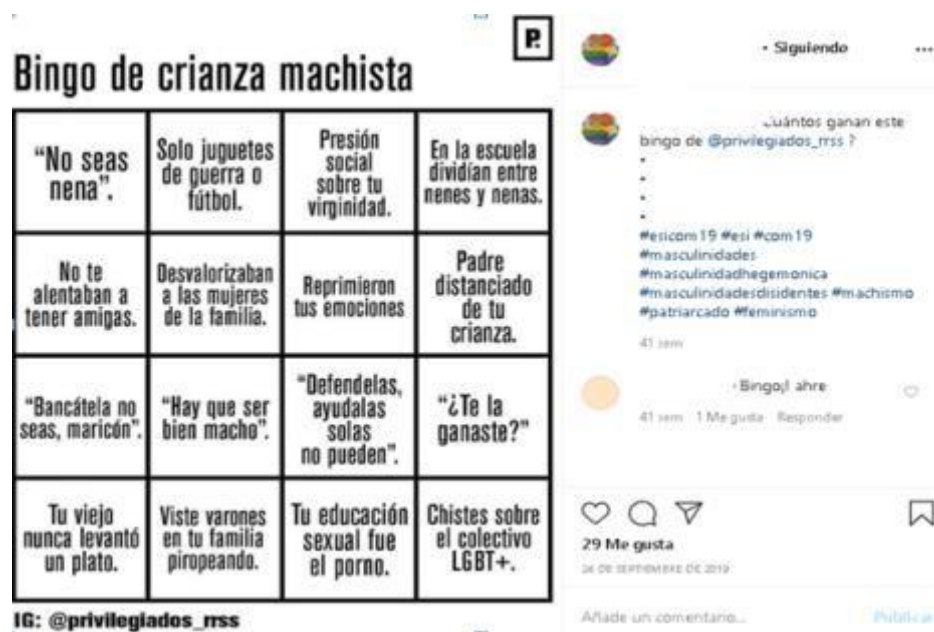 P.
Bingo de crianza machista
"No seas
nena".
Solo juguetes
de guerra o
fútbol.
Presión
social
sobre tu
virginidad.
En la escuela
dividían entre
nenes y nenas.
No te
alentaban a
tener amigas.
Desvalorizaban
a las mujeres
de la familia.
Reprimieron
tus emociones
Padre
distanciado
de tu
crianza.
"Bancátela no
seas, maricón".
"Hay que ser
bien macho".
"Defendelas,
ayudalas
solas
no pueden".
"¿Te la
ganaste?"
Tu viejo
nunca levantó
un plato.
Viste varones
en tu familia
piropeando.
Tu educación
sexual fue
el porno.
Chistes sobre
el colectivo
LGBT+.
IG: @privilegiados_rrss
• Siguiendo
Cuántos ganan este
bingo de @privilegiados_rrss ?
#esicom19 #esi #com19
#masculinidades
#masculinidadhegemonica
#masculinidadesdisidentes #machismo
#patriarcado #feminismo
41 sem
Bingo¡! ahre
41 sem 1 Me gusta Responder
29 Me gusta
DE SEPTIEMBRE DE 2019
Añade un comentario...
Publicar